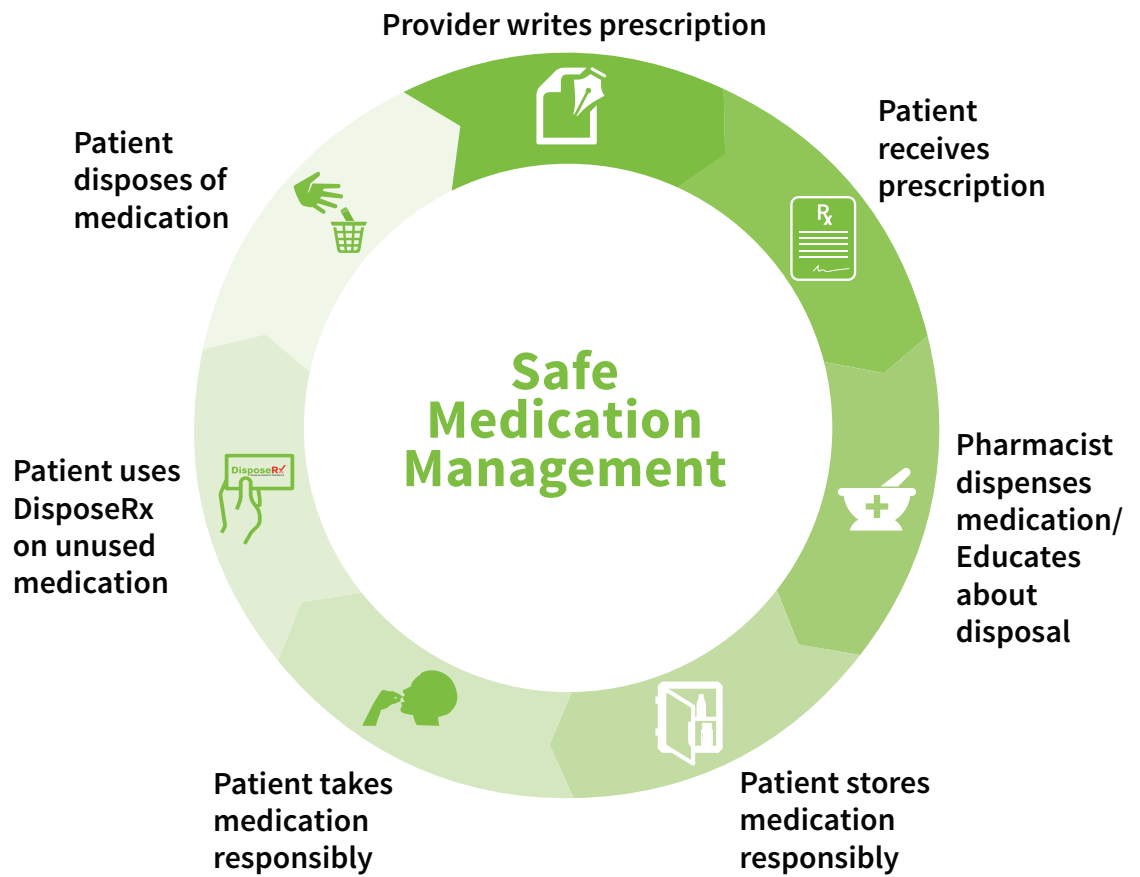 Provider writes prescription
Patient
receives
prescription
Rx
Pharmacist
dispenses
medication/
Educates
about
disposal
Patient stores
medication
responsibly
Patient takes
medication
responsibly
Patient uses
DisposeRx
on unused
medication
DisposeRx
Patient
disposes of
medication
Safe
Medication
Management